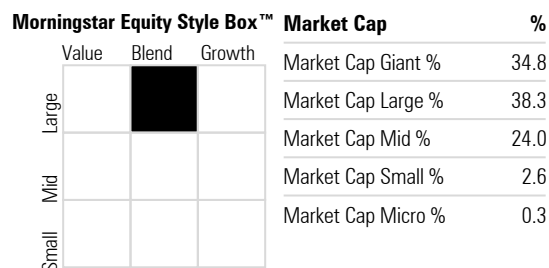 Morningstar Equity Style Box™
Value Blend Growth
Large
Mid
Small
Market Cap %
Market Cap Giant % 34.8
Market Cap Large % 38.3
Market Cap Mid % 24.0
Market Cap Small % 2.6
Market Cap Micro % 0.3